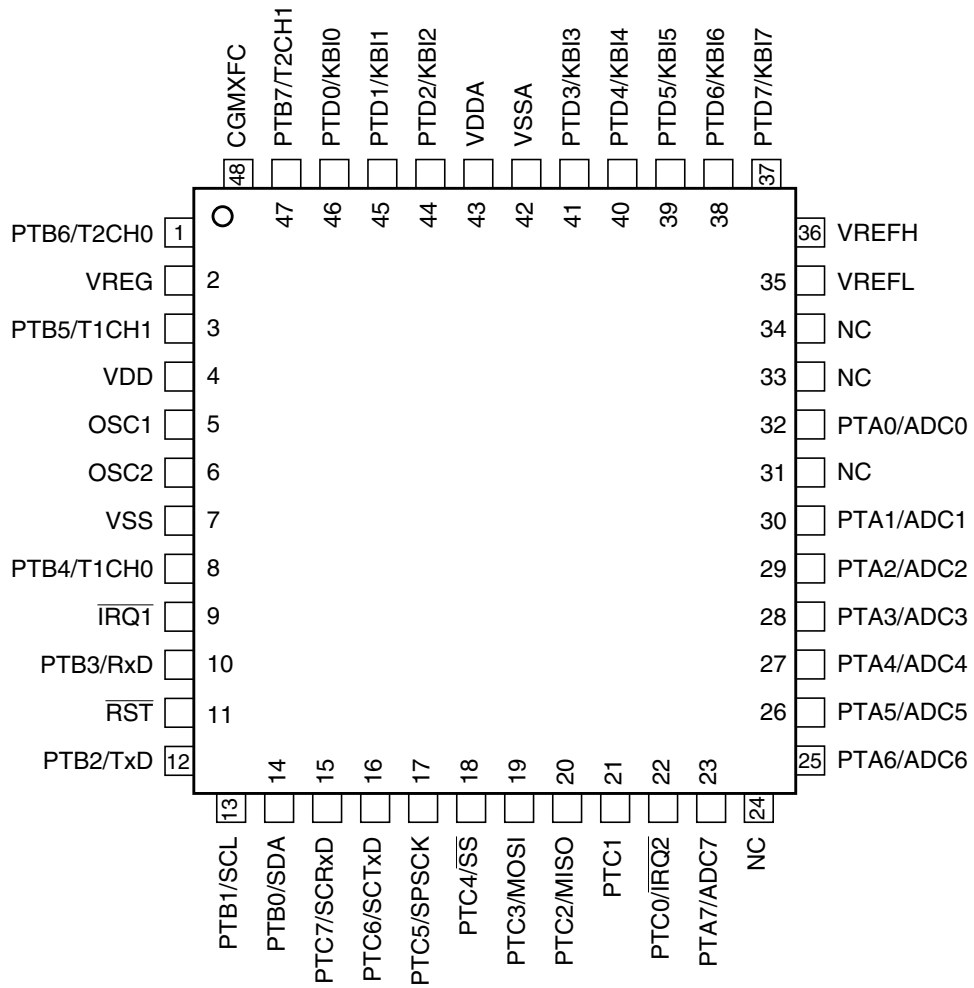 CGMXFC
PTB7/T2CH1
PTD0/KBI0
PTD1/KBI1
PTD2/KBI2
VDDA
VSSA
PTD3/KBI3
PTD4/KBI4
PTD5/KBI5
PTD6/KBI6
PTD7/KBI7
48
47
46
45
44
43
42
41
40
39
38
37
PTB6/T2CH0 1
VREG 2
PTB5/T1CH1 3
VDD 4
OSC1 5
OSC2 6
VSS 7
PTB4/T1CH0 8
IRQ1 9
PTB3/RxD 10
RST 11
PTB2/TxD 12
36 VREFH
35 VREFL
34 NC
33 NC
32 PTA0/ADC0
31 NC
30 PTA1/ADC1
29 PTA2/ADC2
28 PTA3/ADC3
27 PTA4/ADC4
26 PTA5/ADC5
25 PTA6/ADC6
13
14
15
16
17
18
19
20
21
22
23
24
PTB1/SCL
PTB0/SDA
PTC7/SCRxD
PTC6/SCTxD
PTC5/SPSCK
PTC4/SS
PTC3/MOSI
PTC2/MISO
PTC1
PTC0/IRQ2
PTA7/ADC7
NC